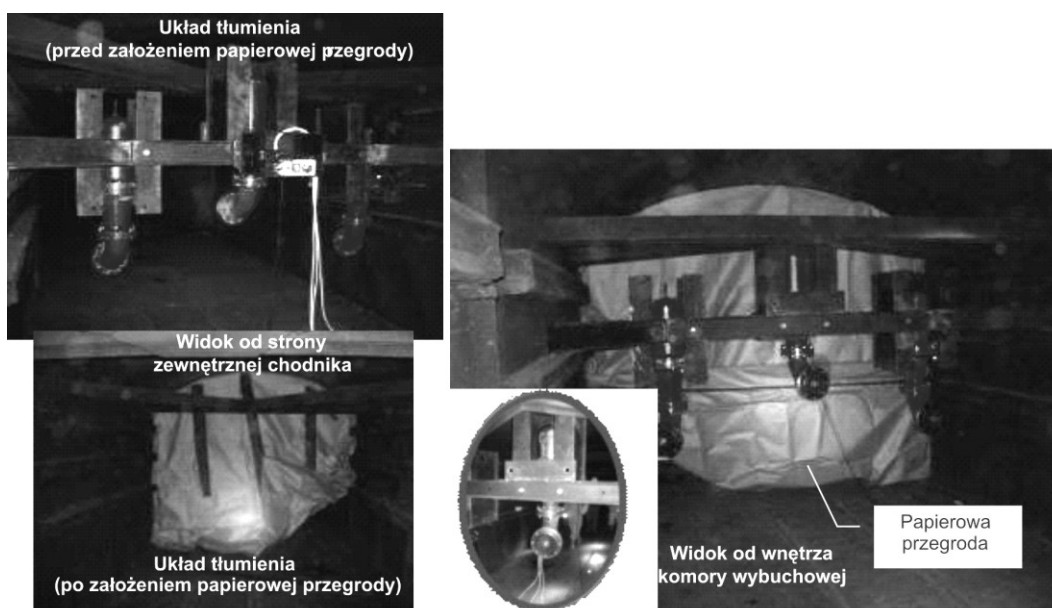 Układ tłumienia
(przed założeniem papierowej przegrody)
Widok od strony
zewnętrznej chodnika
Układ tłumienia
(po założeniem papierowej przegrody)
Widok od wnętrza
komory wybuchowej
Papierowa
przegroda